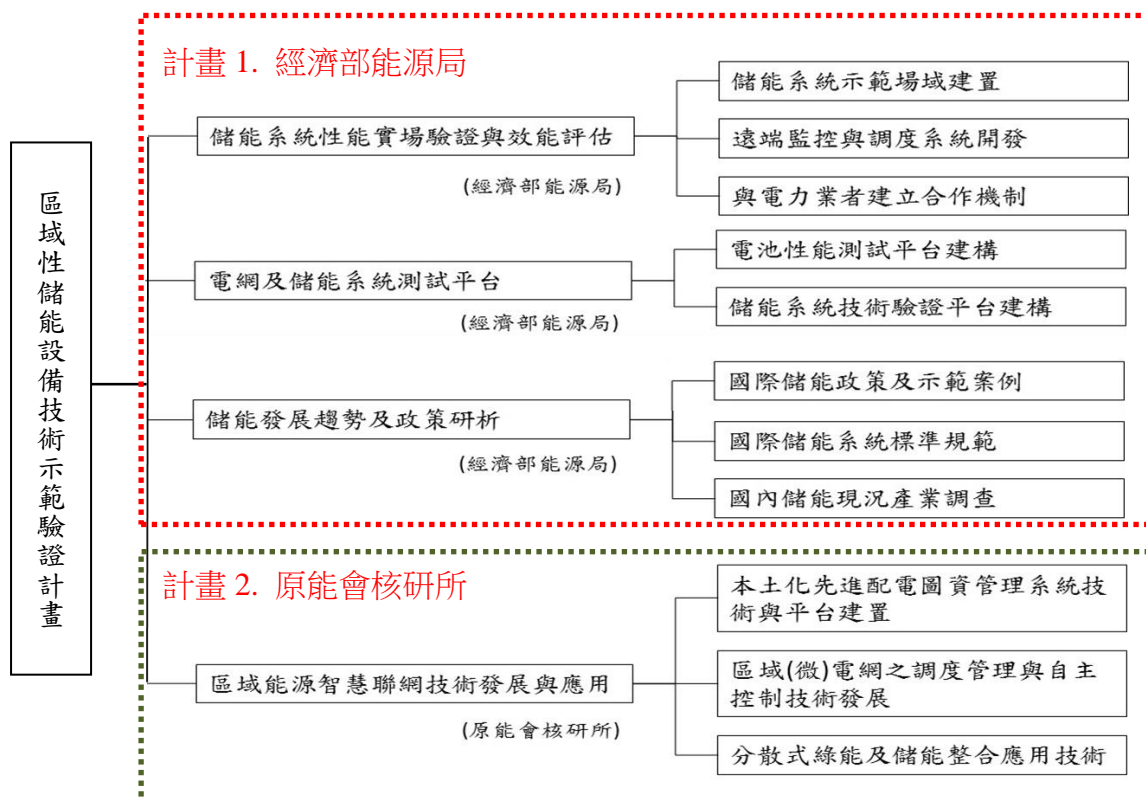 區域性儲能設備技術示範驗證計畫
計畫 1. 經濟部能源局
儲能系統性能實場驗證與效能評估
(經濟部能源局)
儲能系統示範場域建置
遠端監控與調度系統開發
與電力業者建立合作機制
電網及儲能系統測試平台
(經濟部能源局)
電池性能測試平台建構
儲能系統技術驗證平台建構
儲能發展趨勢及政策研析
(經濟部能源局)
國際儲能政策及示範案例
國際儲能系統標準規範
國內儲能現況產業調查
計畫 2. 原能會核研所
區域能源智慧聯網技術發展與應用
(原能會核研所)
本土化先進配電圖資管理系統技
術與平台建置
區域(微)電網之調度管理與自主
控制技術發展
分散式綠能及儲能整合應用技術